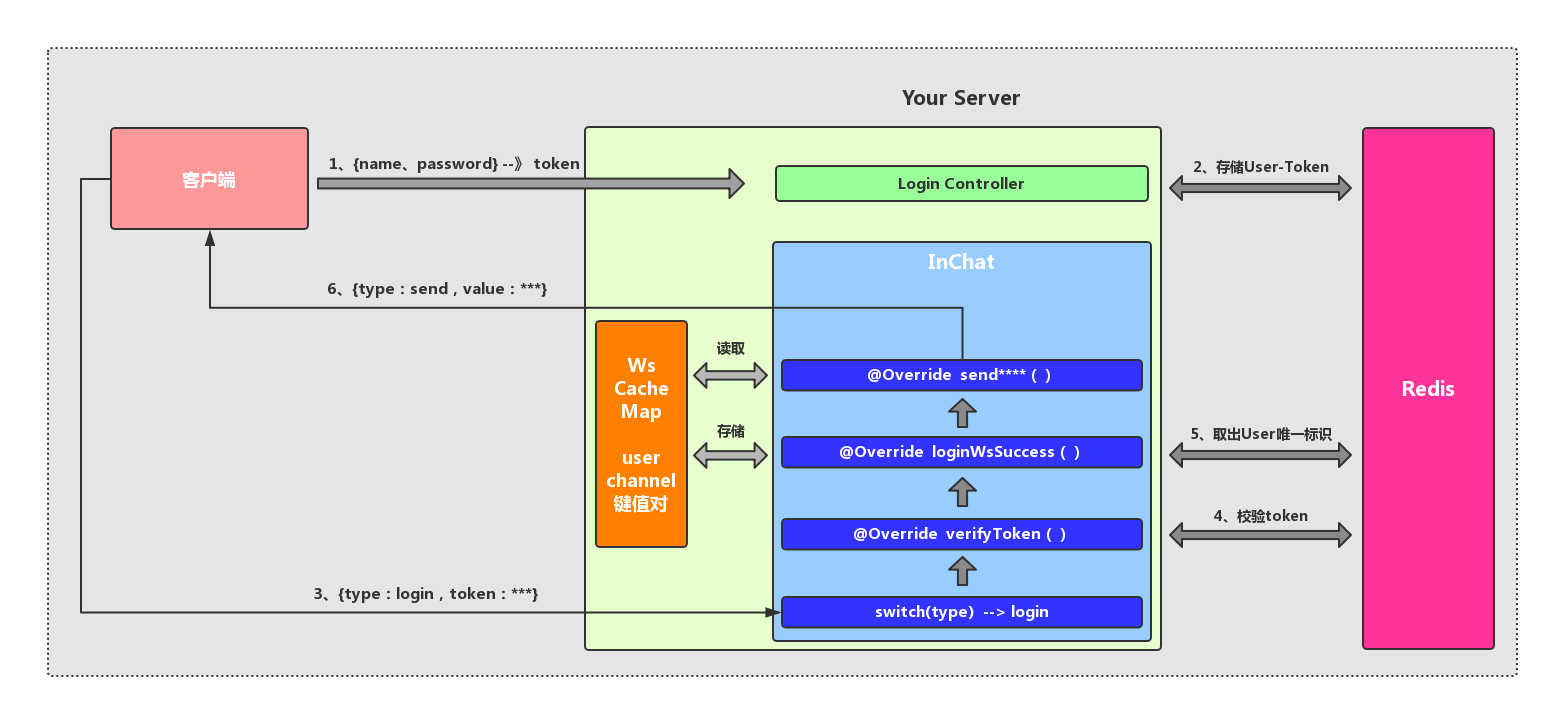 Your Server
客户端
1、{name、password} --》 token
Login Controller
2、存储User-Token
InChat
6、{type：send，value：***}
Ws
Cache
Map
user
channel
键值对
读取
@Override  send****（ ）
Redis
存储
@Override  loginWsSuccess（ ）
5、取出User唯一标识
@Override  verifyToken（ ）
4、校验token
3、{type：login，token：***}
switch(type)  --> login